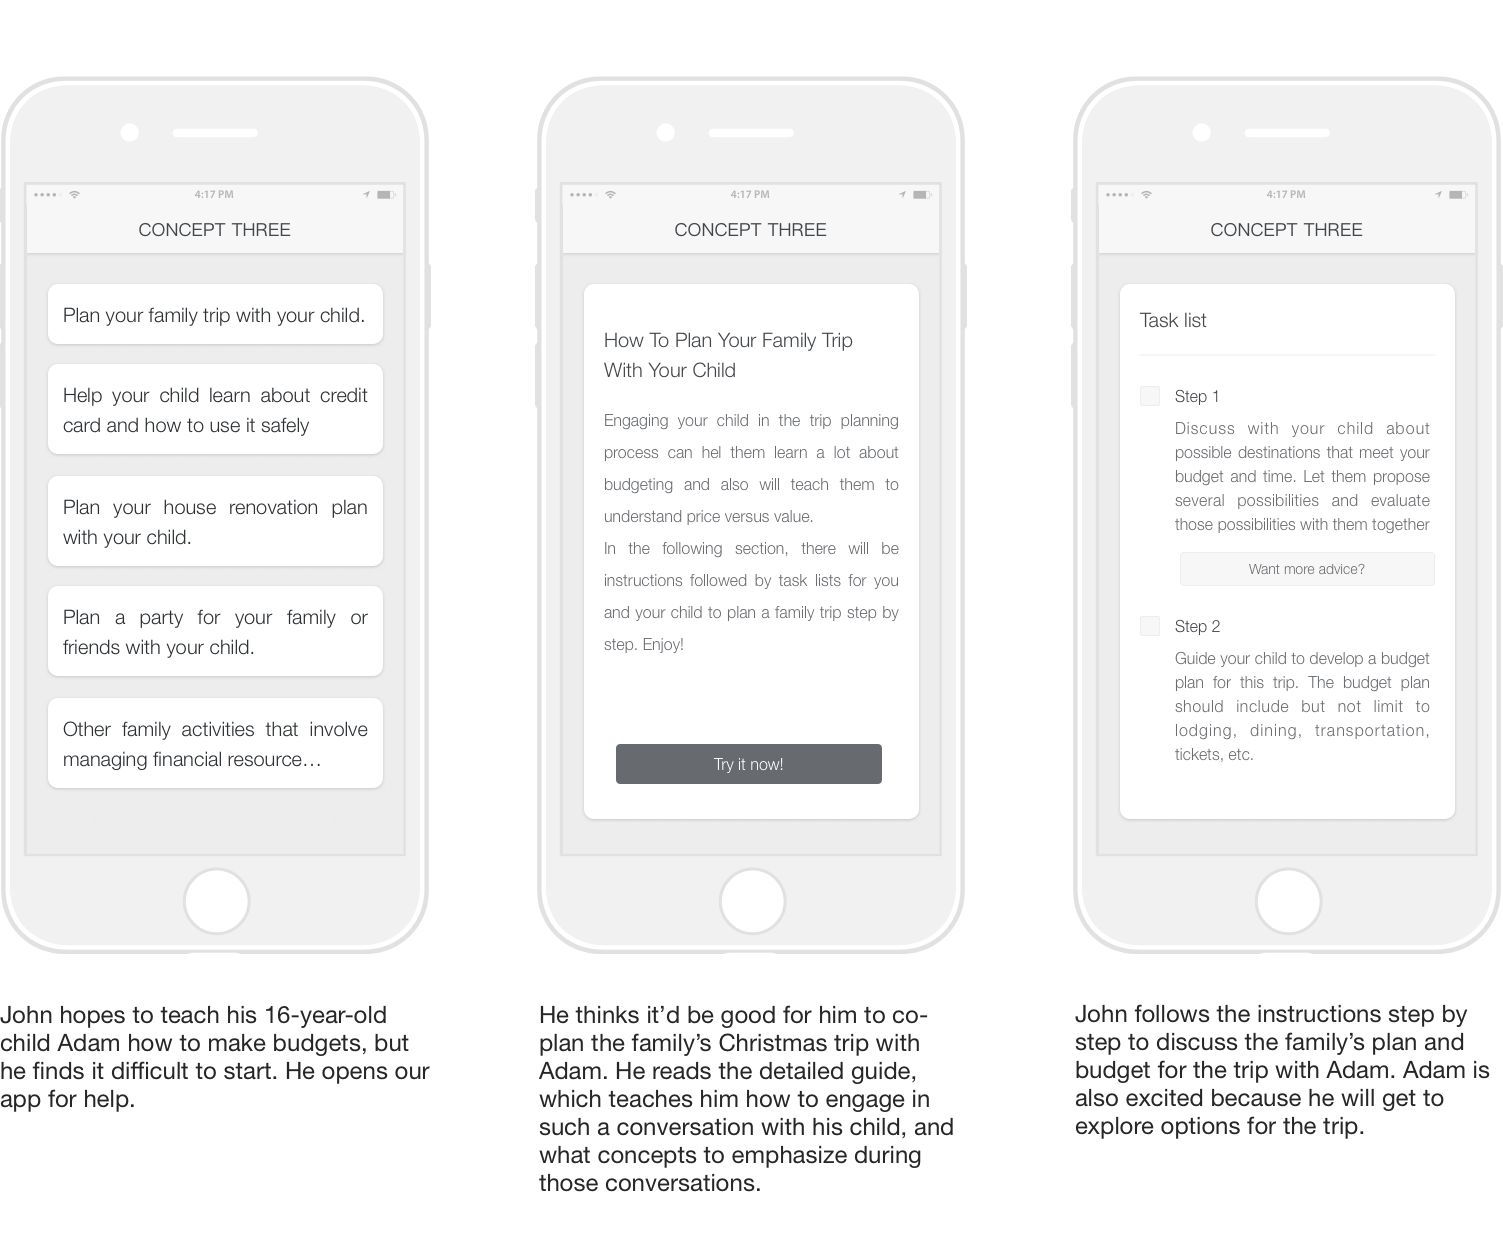 4:17 PM
CONCEPT THREE
Plan your family trip with your child.
Help your child learn about credit
card and how to use it safely
Plan your house renovation plan
with your child.
Plan a party for your family or
friends with your child.
Other family activities that involve
managing financial resource…
John hopes to teach his 16-year-old
child Adam how to make budgets, but
he finds it difficult to start. He opens our
app for help.
4:17 PM
CONCEPT THREE
How To Plan Your Family Trip
With Your Child
Engaging your child in the trip planning
process can hel them learn a lot about
budgeting and also will teach them to
understand price versus value.
In the following section, there will be
instructions followed by task lists for you
and your child to plan a family trip step by
step. Enjoy!
Try it now!
He thinks it’d be good for him to co-
plan the family’s Christmas trip with
Adam. He reads the detailed guide,
which teaches him how to engage in
such a conversation with his child, and
what concepts to emphasize during
those conversations.
4:17 PM
CONCEPT THREE
Task list
Step 1
Discuss with your child about
possible destinations that meet your
budget and time. Let them propose
several possibilities and evaluate
those possibilities with them together
Want more advice?
Step 2
Guide your child to develop a budget
plan for this trip. The budget plan
should include but not limit to
lodging, dining, transportation,
tickets, etc.
John follows the instructions step by
step to discuss the family’s plan and
budget for the trip with Adam. Adam is
also excited because he will get to
explore options for the trip.